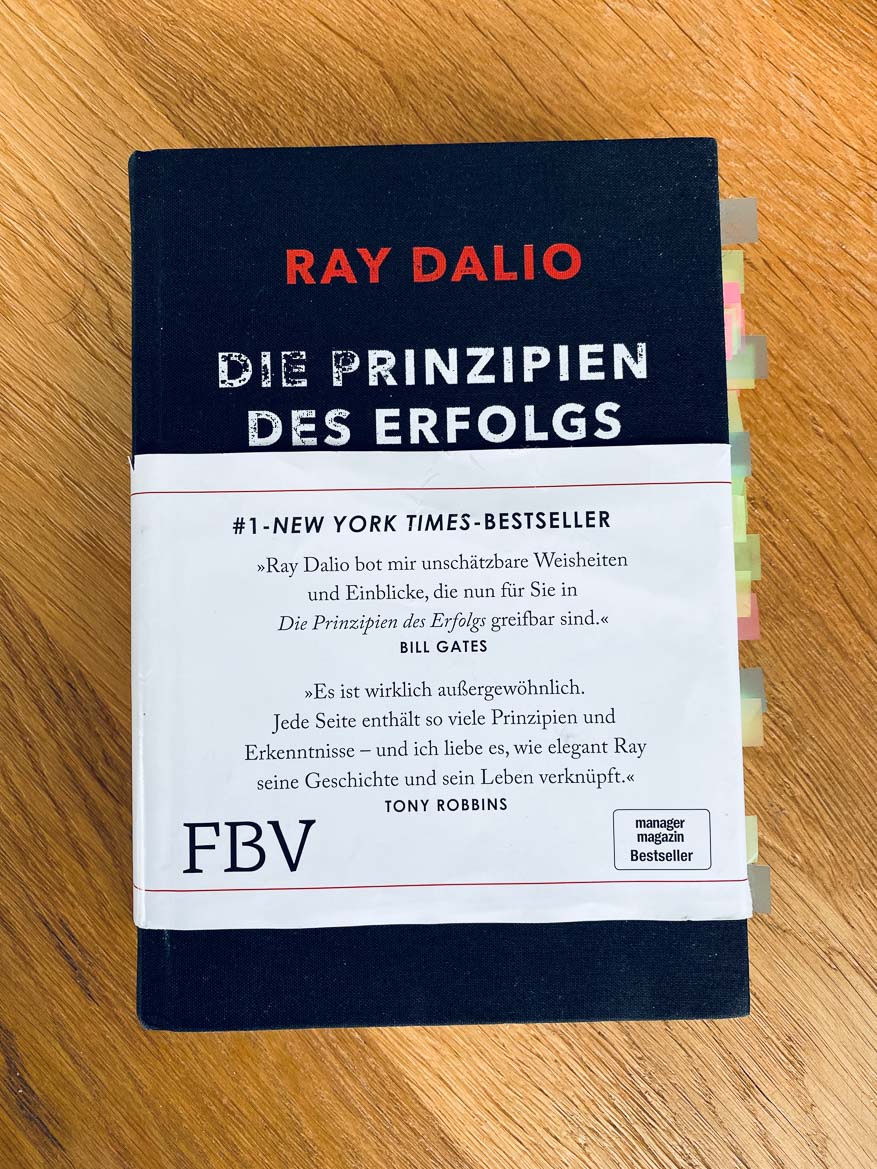 RAY DALIO
DIE PRINZIPIEN
DES ERFOLGS
#1-NEW YORK TIMES-BESTSELLER
»Ray Dalio bot mir unschätzbare Weisheiten
und Einblicke, die nun für Sie in
Die Prinzipien des Erfolgs greifbar sind.«
BILL GATES
»Es ist wirklich außergewöhnlich.
Jede Seite enthält so viele Prinzipien und
Erkenntnisse – und ich liebe es, wie elegant Ray
seine Geschichte und sein Leben verknüpft.«
TONY ROBBINS
FBV
manager
magazin
Bestseller